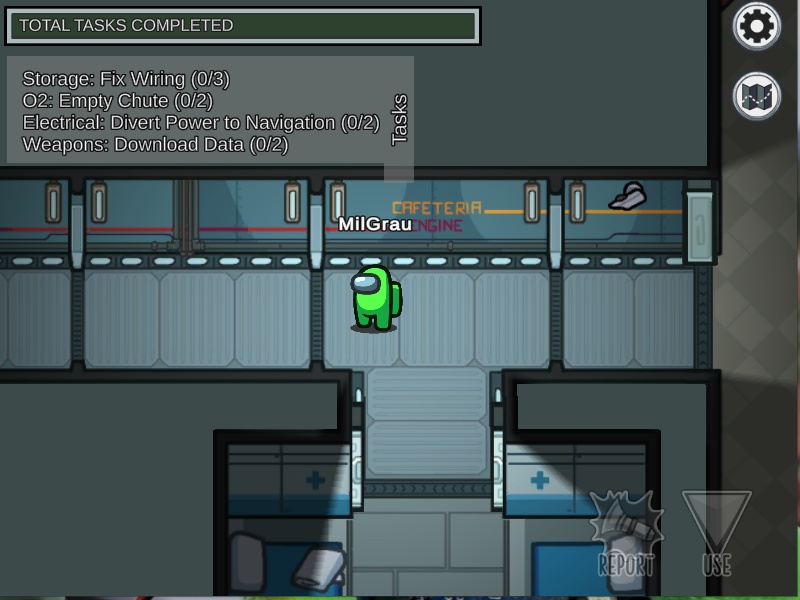 TOTAL TASKS COMPLETED
Storage: Fix Wiring (0/3)
O2: Empty Chute (0/2)
Electrical: Divert Power to Navigation (0/2)
Weapons: Download Data (0/2)
Tasks
CAFETERIA
MilGrau
ENGINE
REPORT
USE